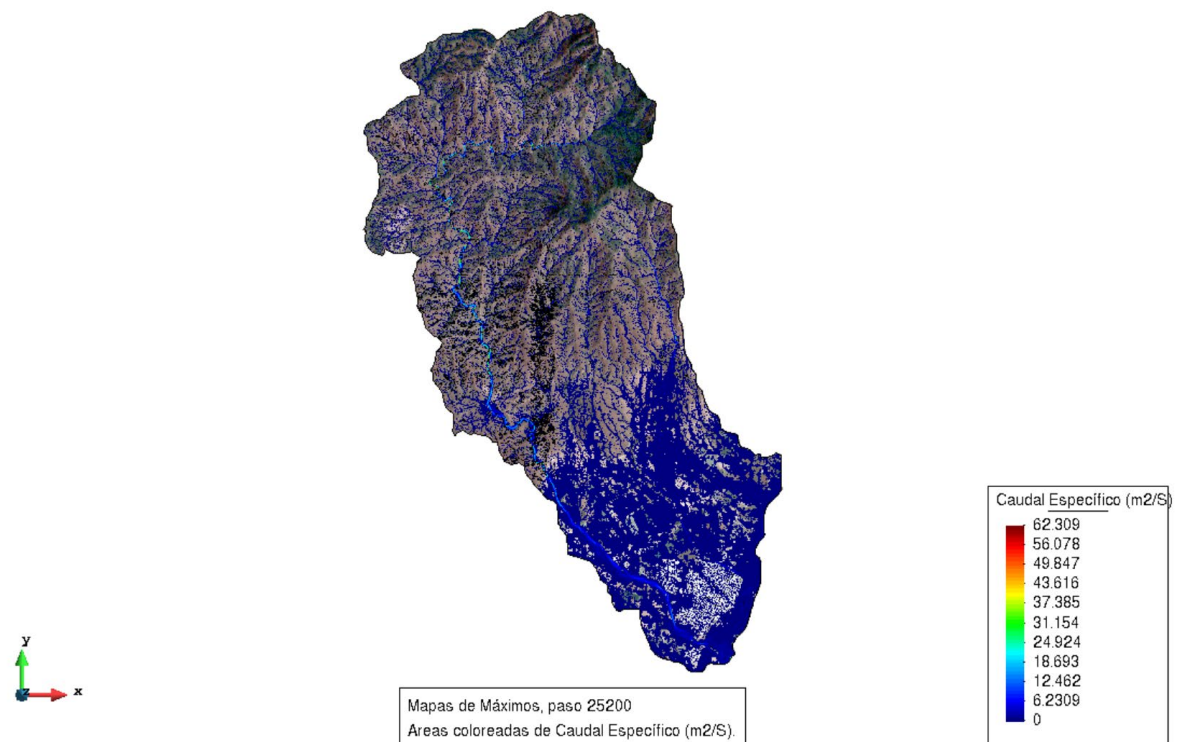 y
z
x
Mapas de Máximos, paso 25200
Areas coloreadas de Caudal Específico (m2/S).
Caudal Específico (m2/S)
62.309
56.078
49.847
43.616
37.385
31.154
24.924
18.693
12.462
6.2309
0